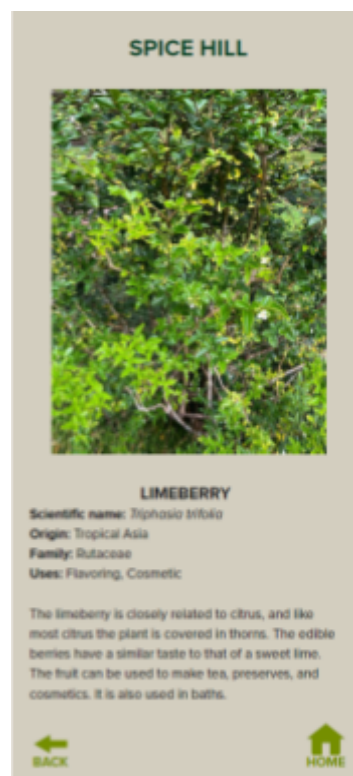 SPICE HILL
LIMEBERRY
Scientific name: Triphasia trifolia
Origin: Tropical Asia
Family: Rutaceae
Uses: Flavoring, Cosmetic
The limeberry is closely related to citrus, and like
most citrus the plant is covered in thorns. The edible
berries have a similar taste to that of a sweet lime.
The fruit can be used to make tea, preserves, and
cosmetics. It is also used in baths.
BACK
HOME